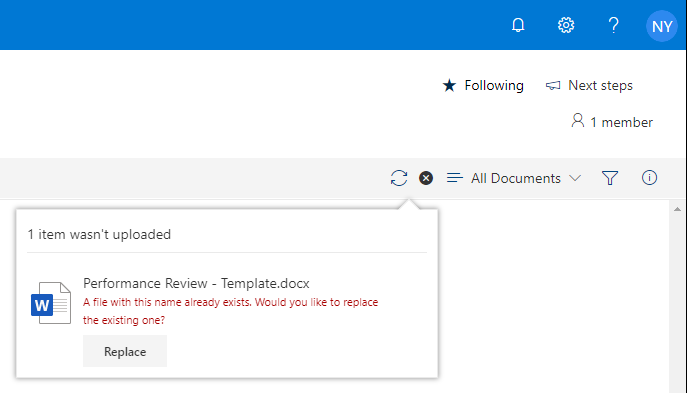 NY
Following
Next steps
1 member
All Documents
1 item wasn't uploaded
Performance Review - Template.docx
A file with this name already exists. Would you like to replace
the existing one?
W
Replace